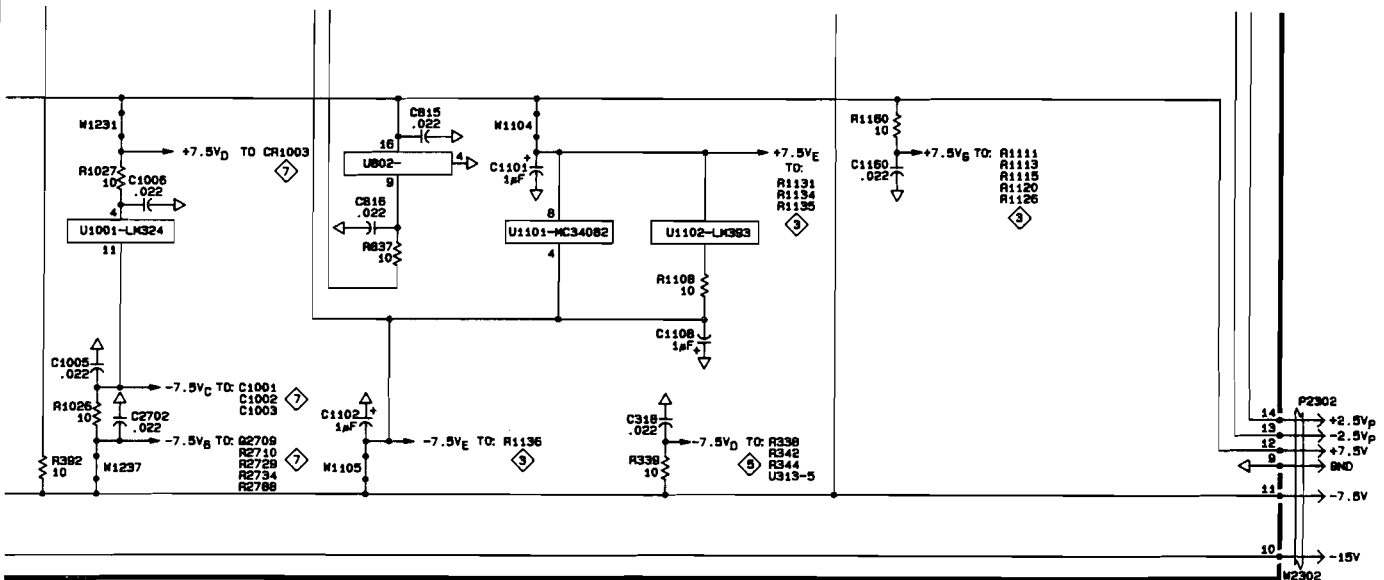 W1231
+7.5VD TO CR1003
7
R1027
10
C1006
.022
4
U1001-LM324
11
C1005
.022
-7.5VC TO: C1001
C1002
C1003
7
R1026
10
C2702
.022
-7.5VB TO: Q2709
R2710
R2729
R2734
R2788
7
W1237
R392
10
C815
.022
16
U802-
4
9
C816
.022
R837
10
W1104
C1101
1µF
+
8
U1101-MC34082
4
+7.5VE
TO:
R1131
R1134
R1135
3
U1102-LM393
R1108
10
C1108
1µF
+
C1102
1µF
+
-7.5VE TO: R1136
3
W1105
C318
.022
-7.5VD TO: R338
R342
R344
U313-5
5
R339
10
R1160
10
C1160
.022
+7.5VG TO: R1111
R1113
R1115
R1120
R1126
3
P2302
14 +2.5VP
13 -2.5VP
12 +7.5V
9 GND
11 -7.5V
10 -15V
W2302